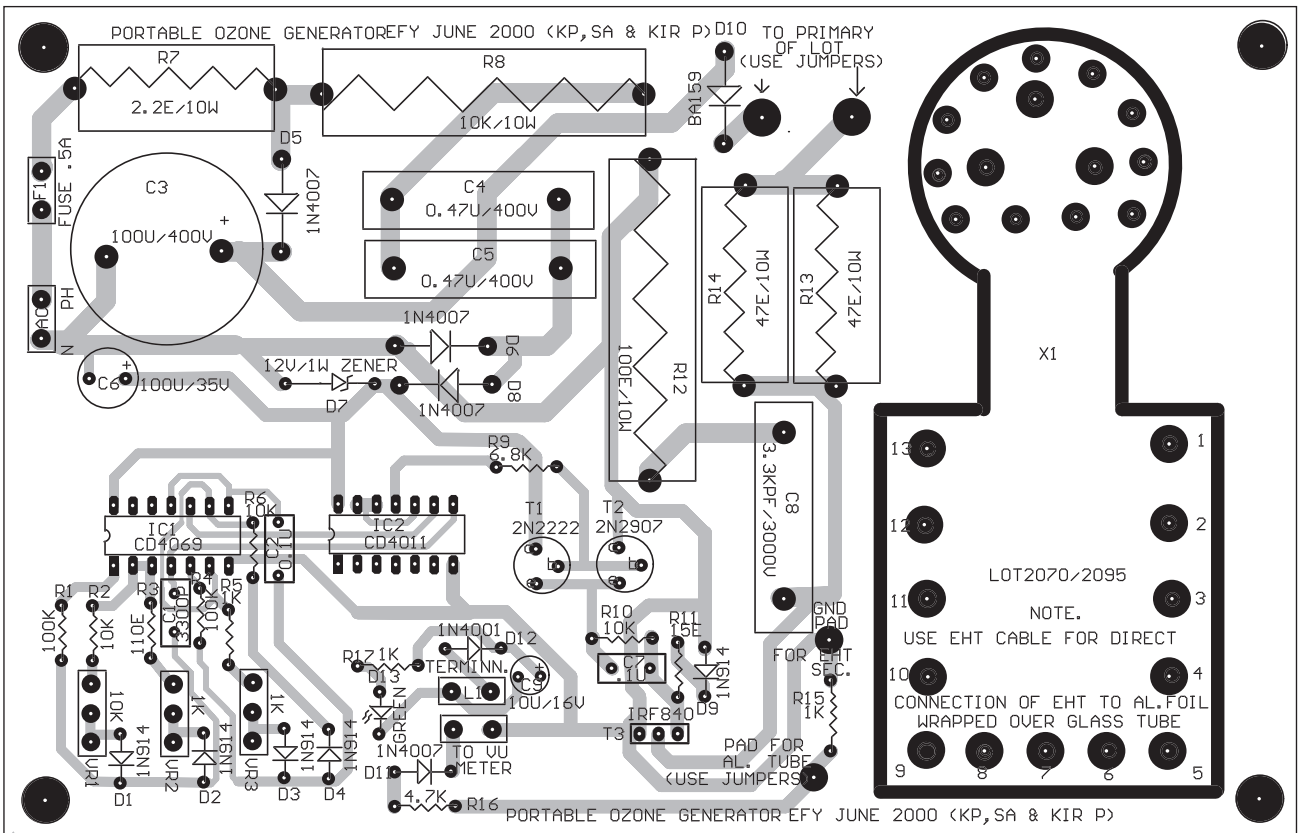 PORTABLE OZONE GENERATOR EFY JUNE 2000 (KP,SA & KIR P)
D10
TO PRIMARY
OF LOT
(USE JUMPERS)
R7
2.2E/10W
R8
10K/10W
BA159
D5
1N4007
F1
FUSE .5A
C3
+
100U/400V
C4
0.47U/400V
C5
0.47U/400V
R14
M01/E
47E/1W
R13
M01/E
47E/1W
R12
100E/10W
PH
N
1N4007
D6
12V/1W ZENER
D7
1N4007
D8
C6
+
100U/35V
X1
R9
6.8K
C8
3.3KPF/3000V
T1
2N2222
e
b
c
T2
2N2907
e
b
c
IC1
CD4069
R6
10K
C2
0.1U
IC2
CD4011
R1
100K
R2
10K
R3
110E
C1
3300P
R4
100K
R5
1K
13
1
12
2
11
3
10
4
9
8
7
6
5
LOT2070/2095
NOTE.
USE EHT CABLE FOR DIRECT
CONNECTION OF EHT TO AL.FOIL
WRAPPED OVER GLASS TUBE
GND
PAD
FOR EHT
SEC.
R10
10K
R11
15E
C7
.1U
1N914
D9
1N4001
D12
R17
1K
TERMINN.
L1
+
C9
10U/16V
D13
GREEN
R15
1K
IRF840
T3
TO VU
METER
1N4007
D11
4.7K
R16
PAD FOR
AL. TUBE
(USE JUMPERS)
10K
VR1
1N914
D1
1K
VR2
1N914
D2
1K
VR3
1N914
D3
1N914
D4
PORTABLE OZONE GENERATOR EFY JUNE 2000 (KP,SA & KIR P)